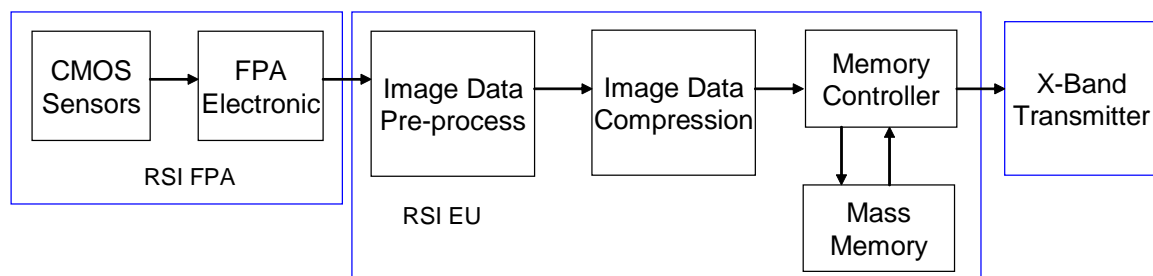 CMOS
Sensors
FPA
Electronic
RSI FPA
Image Data
Pre-process
Image Data
Compression
Memory
Controller
Mass
Memory
RSI EU
X-Band
Transmitter